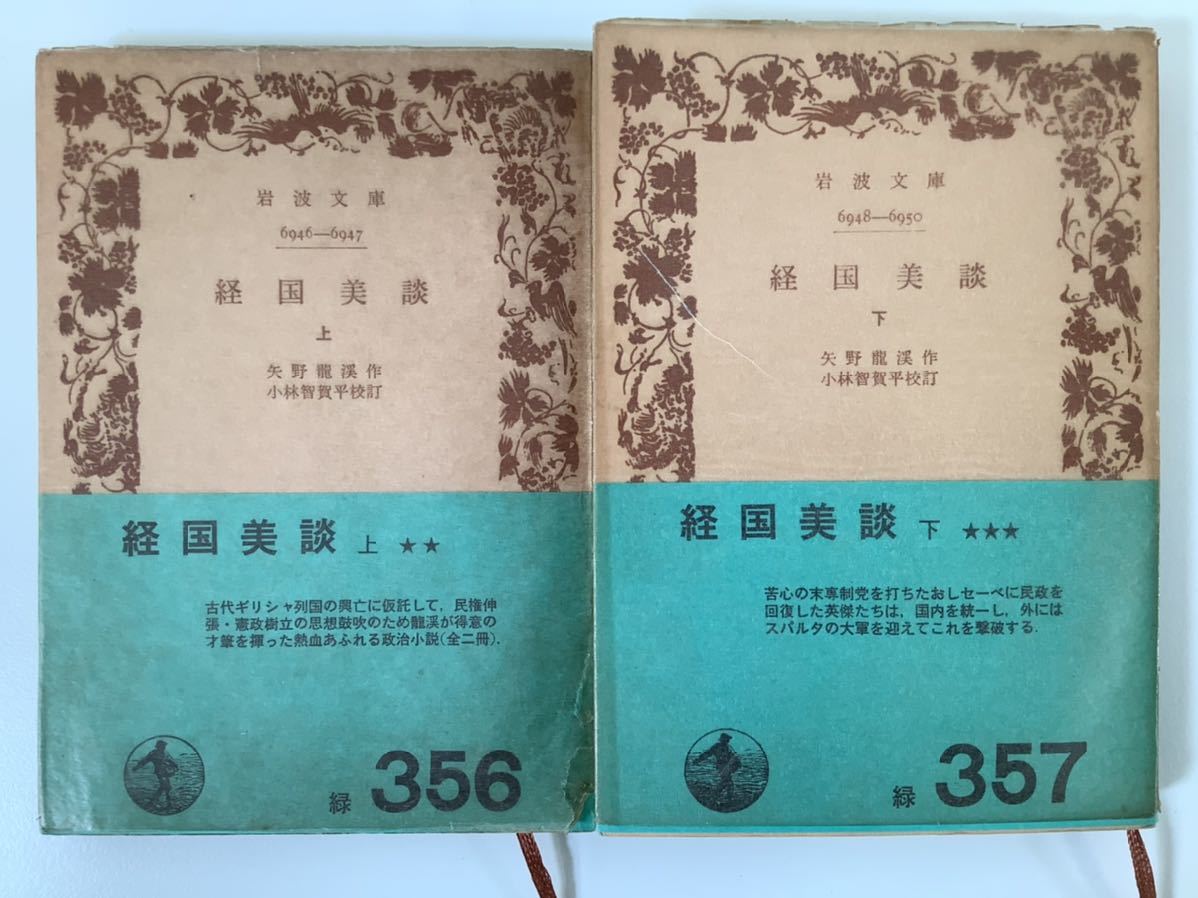 岩波文庫
6946—6947
経国美談
上
矢野龍溪作
小林智賀平校訂
経国美談 上 ★★
古代ギリシャ列国の興亡に仮託して，民権伸
張・憲政樹立の思想鼓吹のため龍溪が得意の
才筆を揮った熱血あふれる政治小説(全二冊).
緑 356
岩波文庫
6948—6950
経国美談
下
矢野龍溪作
小林智賀平校訂
経国美談 下 ★★★
苦心の末専制党を打ちたおしセーベに民政を
回復した英傑たちは，国内を統一し，外には
スパルタの大軍を迎えてこれを撃破する.
緑 357